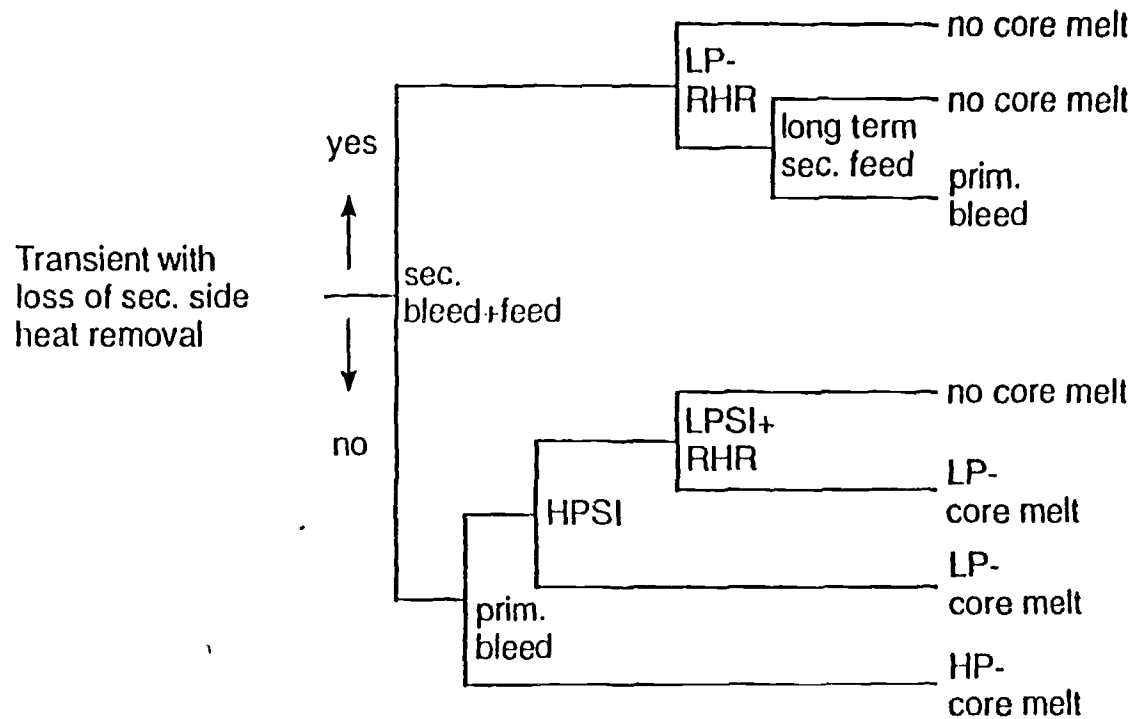 no core melt
LP-
RHR
no core melt
long term
sec. feed
yes
prim.
bleed
Transient with
loss of sec. side
heat removal
sec.
bleed+feed
no core melt
LPSI+
RHR
no
LP-
core melt
HPSI
LP-
core melt
prim.
bleed
HP-
core melt